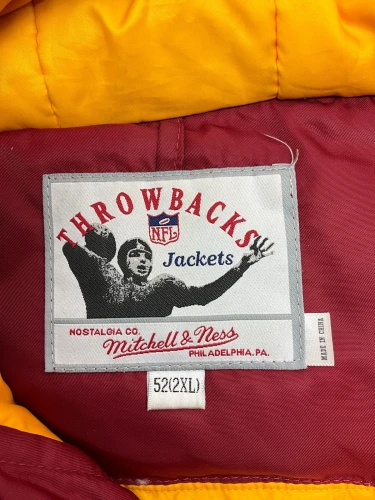 THROWBACKS
NFL
Jackets
NOSTALGIA CO.
Mitchell & Ness
PHILADELPHIA, PA.
52(2XL)
MADE IN CHINA